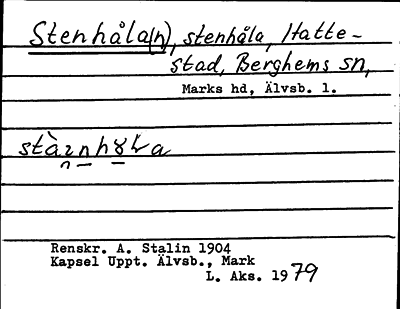 Stenhåla(n), stenhåla, Hatte-
stad, Berghems sn,
Marks hd, Älvsb. l.
Renskr. A. Stalin 1904
Kapsel Uppt. Älvsb., Mark
L. Aks. 1979